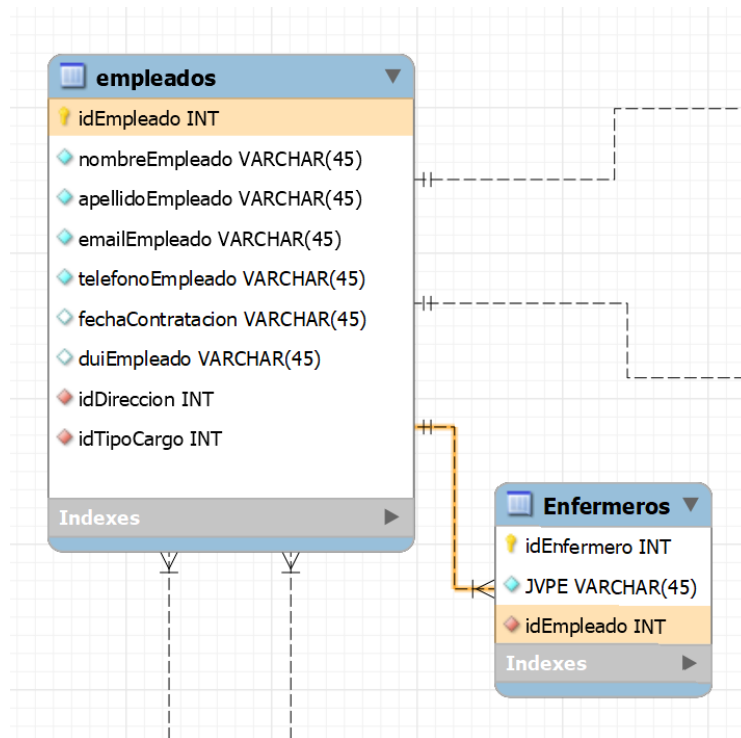 empleados
idEmpleado INT
nombreEmpleado VARCHAR(45)
apellidoEmpleado VARCHAR(45)
emailEmpleado VARCHAR(45)
telefonoEmpleado VARCHAR(45)
fechaContratacion VARCHAR(45)
duiEmpleado VARCHAR(45)
idDireccion INT
idTipoCargo INT
Indexes
Enfermeros
idEnfermero INT
JVPE VARCHAR(45)
idEmpleado INT
Indexes